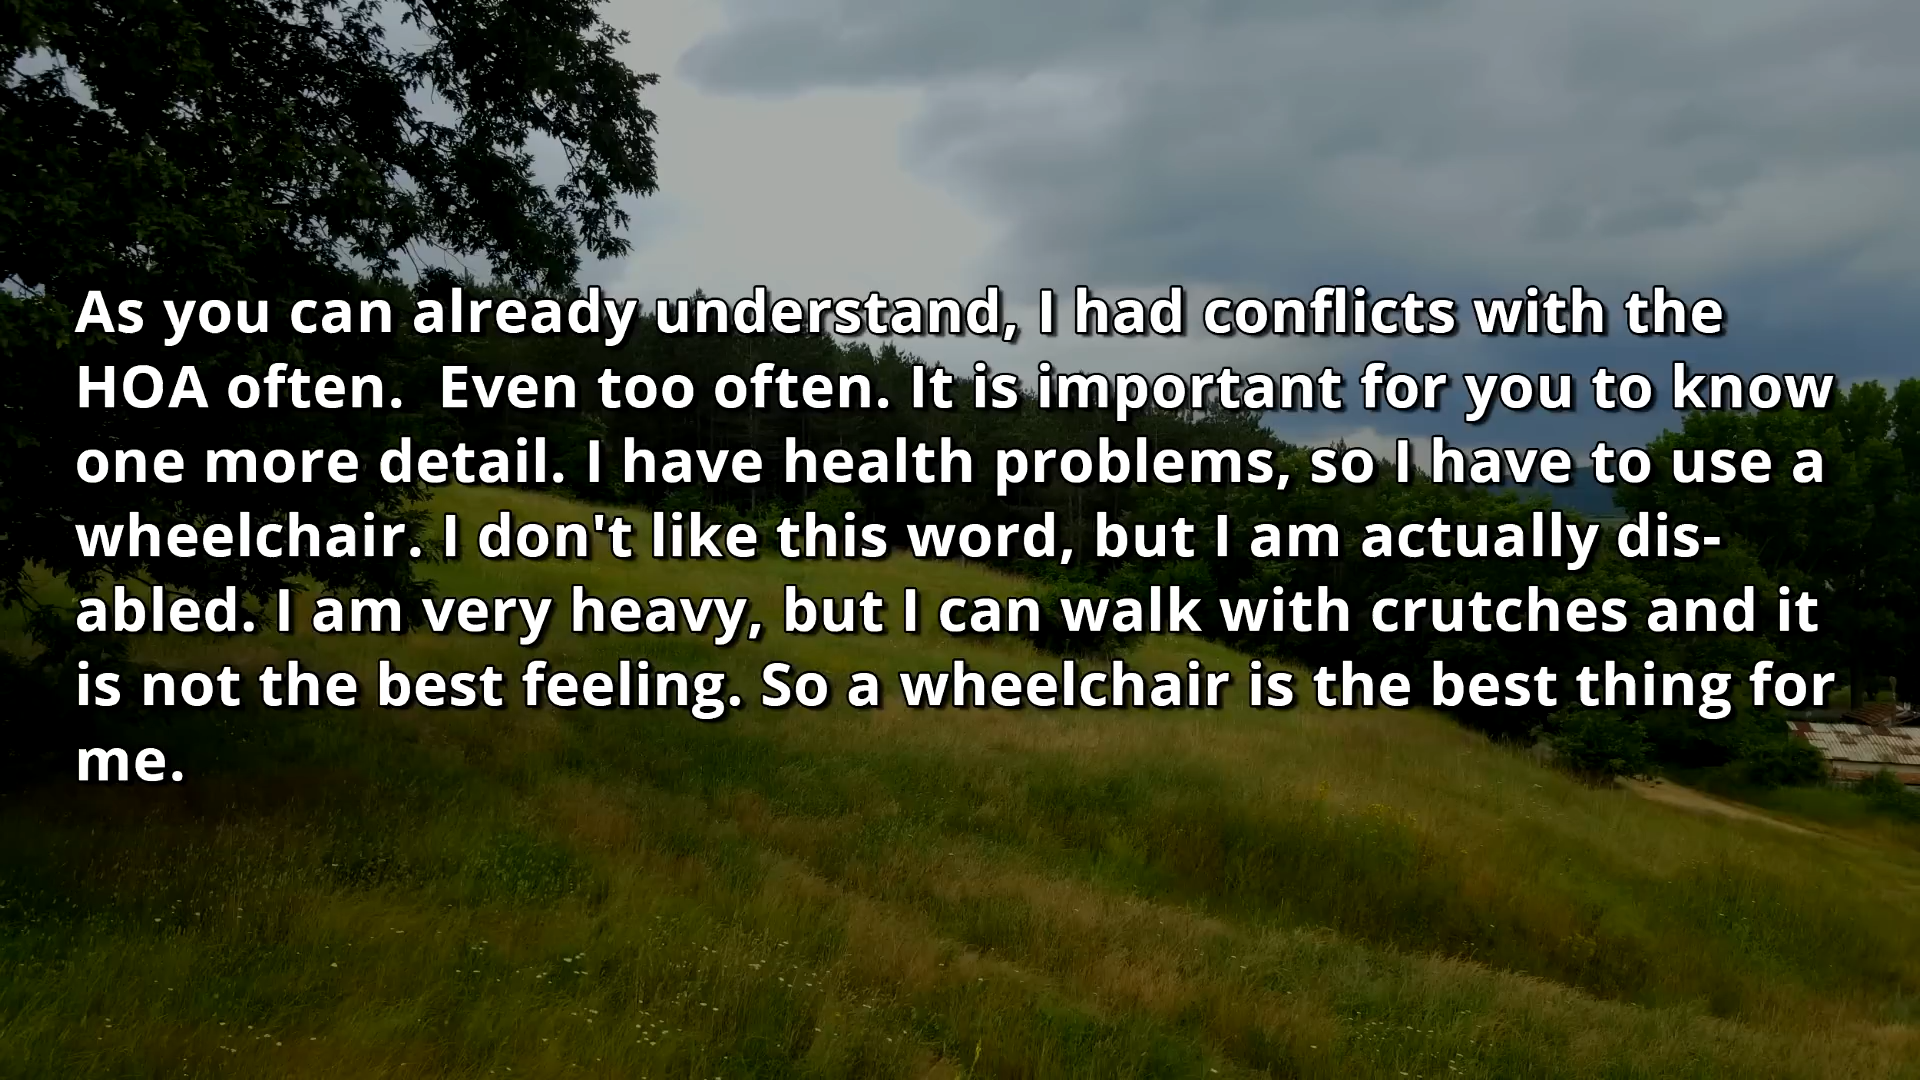 As you can already understand, I had conflicts with the
HOA often.  Even too often. It is important for you to know
one more detail. I have health problems, so I have to use a
wheelchair. I don't like this word, but I am actually dis-
abled. I am very heavy, but I can walk with crutches and it
is not the best feeling. So a wheelchair is the best thing for
me.